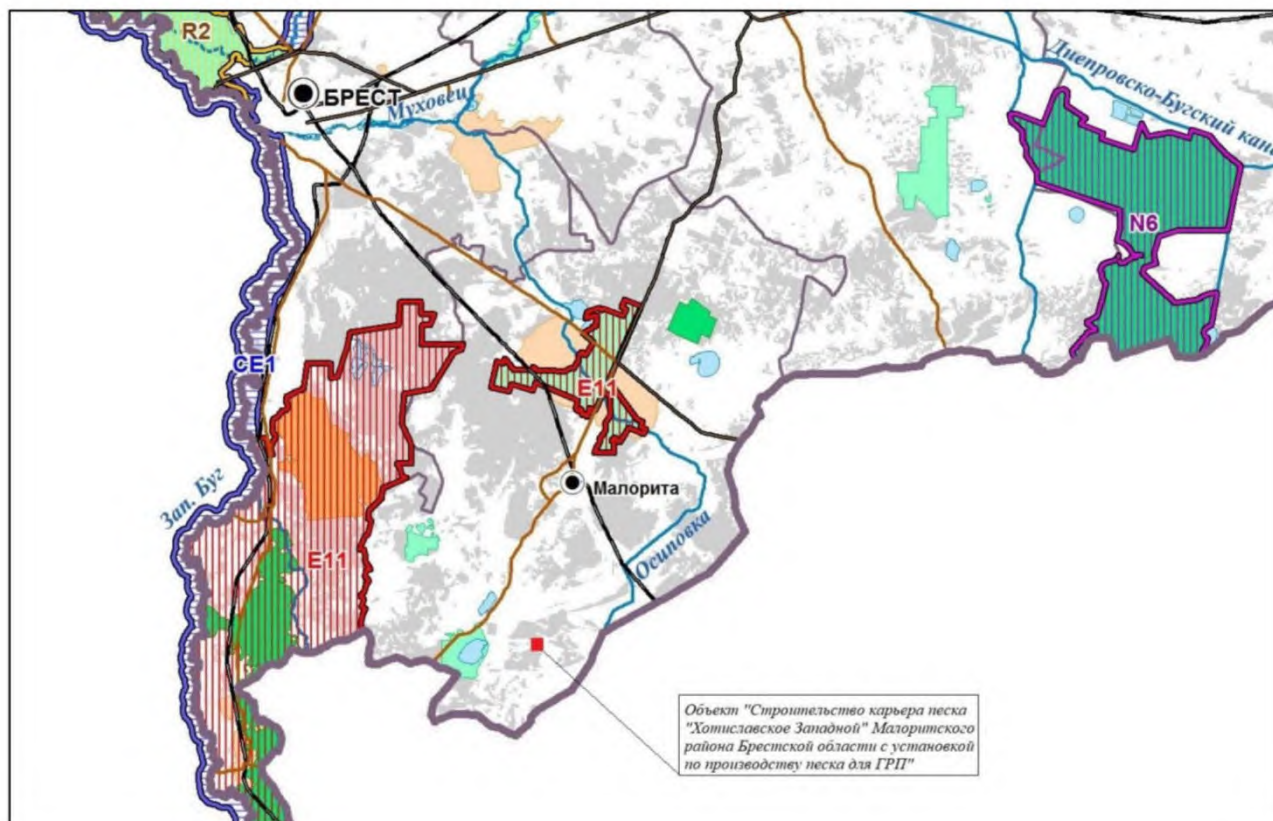 R2
БРЕСТ
Муховец
Днепровско-Бугский кана
N6
CE1
E11
Малорита
Зап. Буг
Осиповка
E11
Объект "Строительство карьера песка
"Хотиславское Западной" Малоритского
района Брестской области с установкой
по производству песка для ГРП"